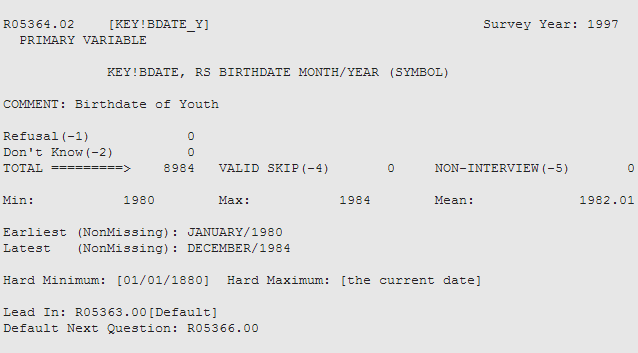 R05364.02    [KEY!BDATE_Y]                                    Survey Year: 1997
  PRIMARY VARIABLE
             KEY!BDATE, RS BIRTHDATE MONTH/YEAR (SYMBOL)
COMMENT: Birthdate of Youth
Refusal(-1)            0
Don't Know(-2)         0
TOTAL =========>    8984   VALID SKIP(-4)       0     NON-INTERVIEW(-5)       0
Min:           1980        Max:           1984        Mean:             1982.01
Earliest (NonMissing): JANUARY/1980
Latest   (NonMissing): DECEMBER/1984
Hard Minimum: [01/01/1880]  Hard Maximum: [the current date]
Lead In: R05363.00[Default]
Default Next Question: R05366.00